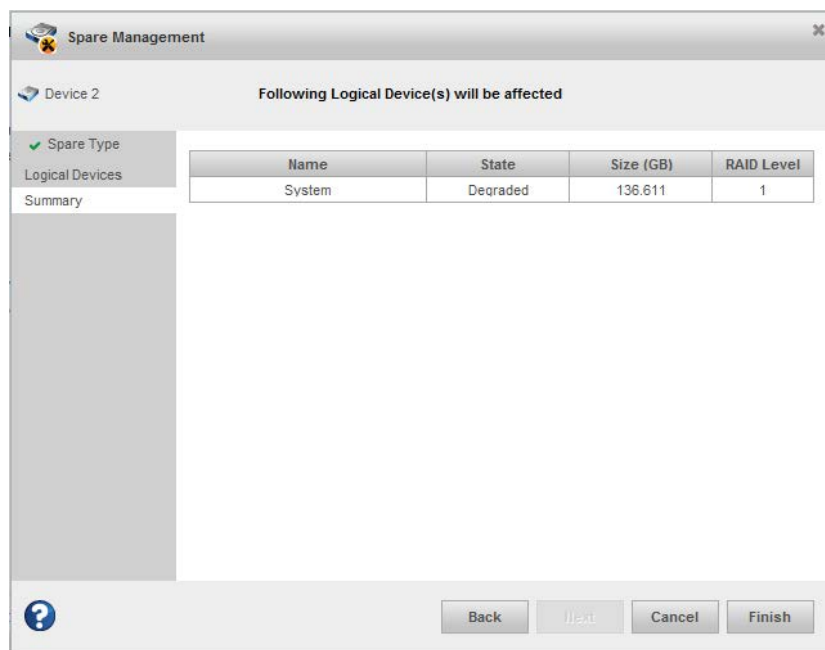 Spare Management
Device 2
Following Logical Device(s) will be affected
Spare Type
Logical Devices
Summary
Name State Size (GB) RAID Level
System Degraded 136.611 1
Back Next Cancel Finish